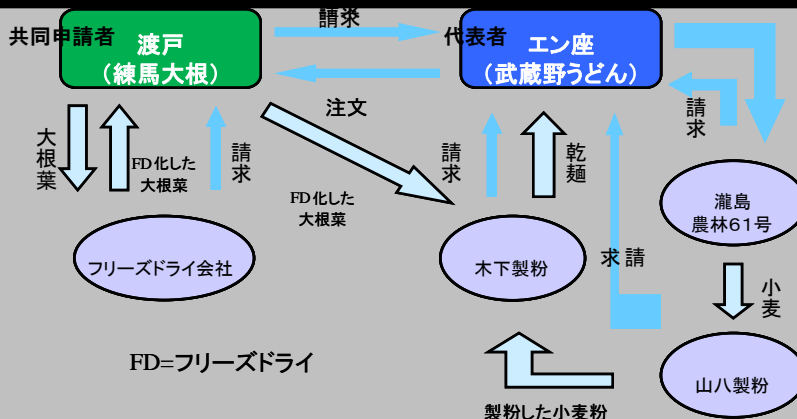 請求
共同申請者
渡戸
(練馬大根)
代表者
エン座
(武蔵野うどん)
注文
大根葉
FD化した
大根菜
請求
FD化した
大根菜
請求
乾麺
請求
瀧島
農林61号
フリーズドライ会社
木下製粉
求請
小麦
FD=フリーズドライ
山八製粉
製粉した小麦粉